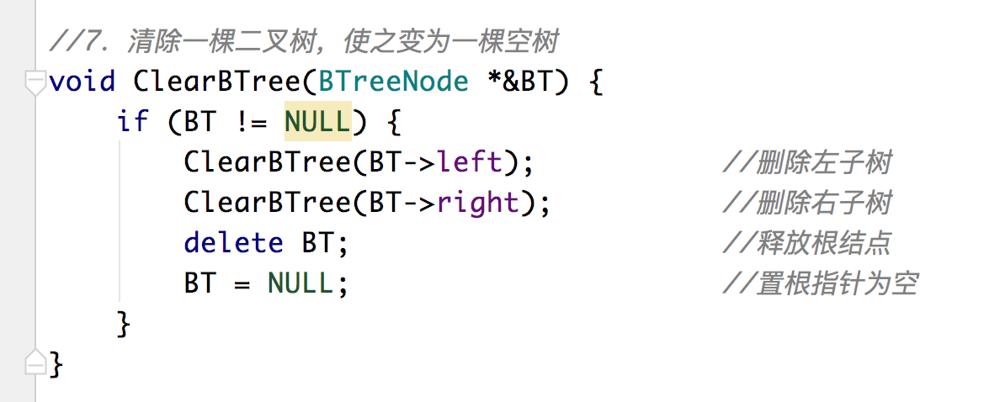 //7. 清除一棵二叉树，使之变为一棵空树
void ClearBTree(BTreeNode *&BT) {
    if (BT != NULL) {
        ClearBTree(BT->left);           //删除左子树
        ClearBTree(BT->right);          //删除右子树
        delete BT;                      //释放根结点
        BT = NULL;                      //置根指针为空
    }
}